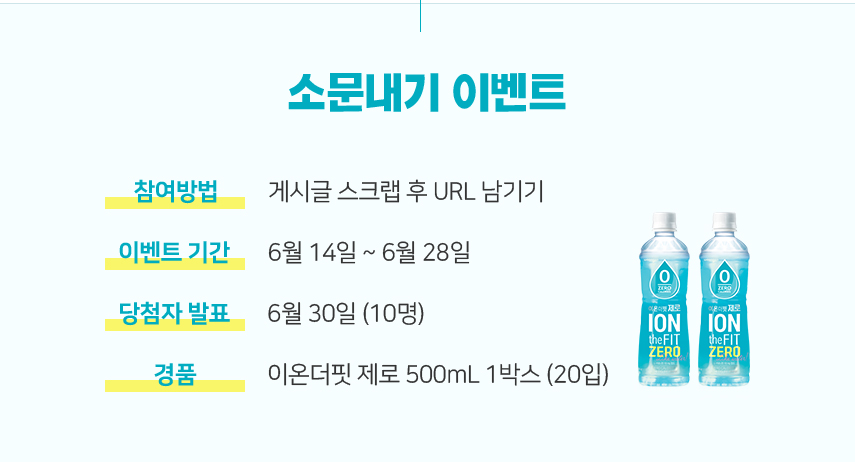 소문내기 이벤트
참여방법 게시글 스크랩 후 URL 남기기
이벤트 기간 6월 14일 ~ 6월 28일
당첨자 발표 6월 30일 (10명)
경품 이온더핏 제로 500mL 1박스 (20입)
0 0
ZERO ZERO
이온더핏 제로 이온더핏 제로
ION ION
the FIT the FIT
ZERO ZERO